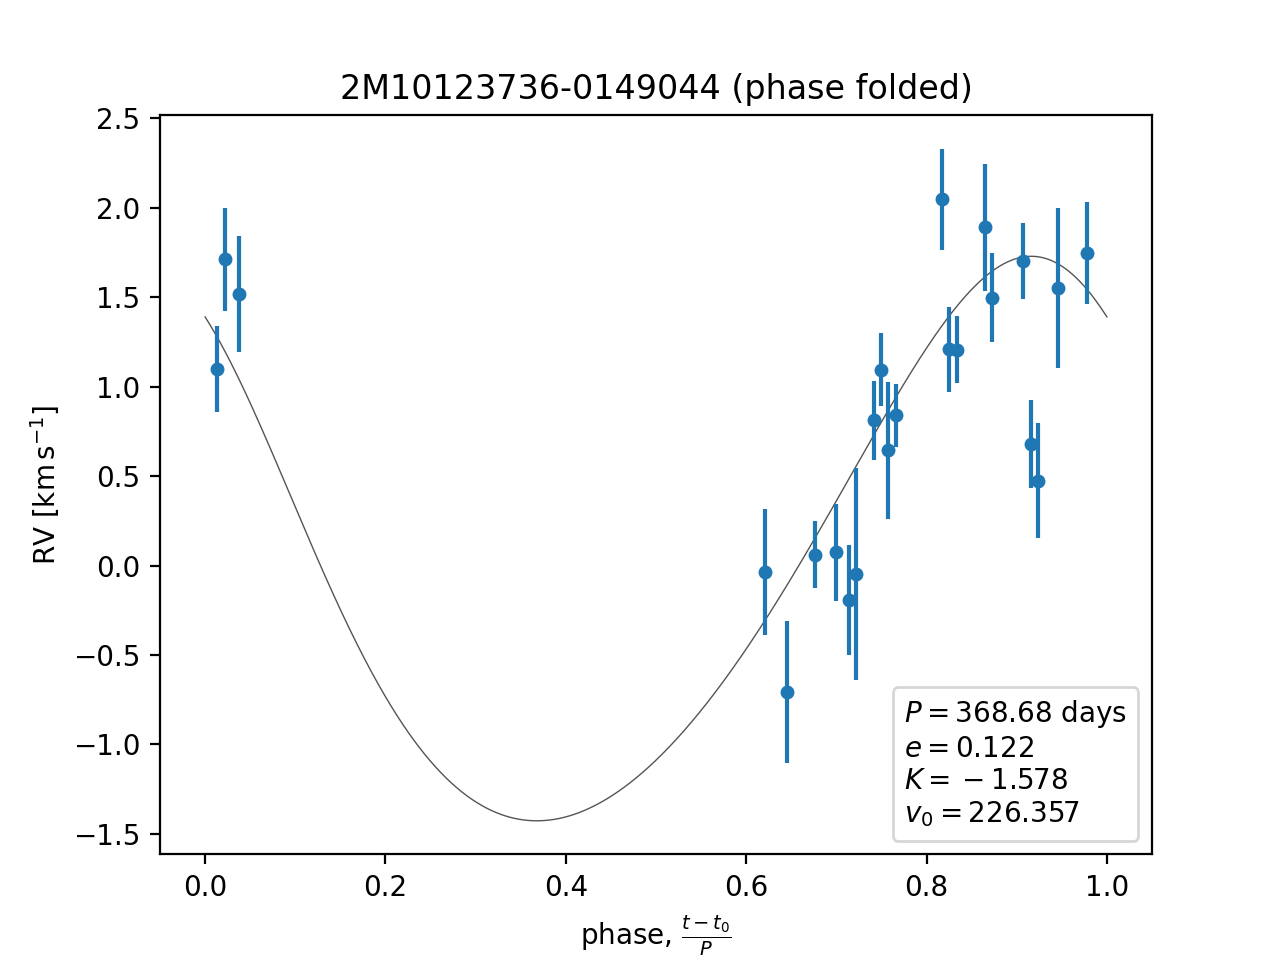 2M10123736-0149044 (phase folded)
2.5
2.0
1.5
1.0
0.5
0.0
−0.5
−1.0
−1.5
RV [km s⁻¹]
P = 368.68 days
e = 0.122
K = −1.578
v₀ = 226.357
0.0 0.2 0.4 0.6 0.8 1.0
phase, (t − t₀)/P